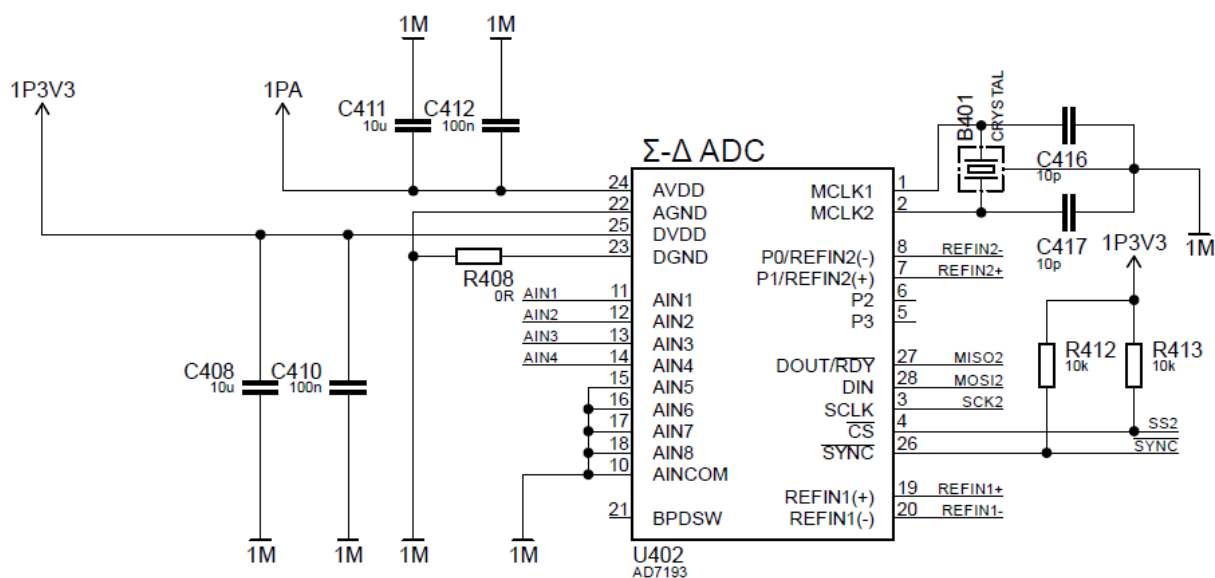 1M 1M
1P3V3 1PA C411 10u C412 100n
Σ-Δ ADC
B401 CRYSTAL
C416 10p
24 AVDD MCLK1 1
22 AGND MCLK2 2
25 DVDD
23 DGND P0/REFIN2(-) 8 REFIN2-
C417 10p
1P3V3 1M
R408 0R
P1/REFIN2(+) 7 REFIN2+
AIN1 11 AIN1 P2 6
AIN2 12 AIN2 P3 5
AIN3 13 AIN3
AIN4 14 AIN4 DOUT/RDY 27 MISO2
R412 10k R413 10k
C408 10u C410 100n
15 AIN5 DIN 28 MOSI2
16 AIN6 SCLK 3 SCK2
17 AIN7 CS 4 SS2
18 AIN8 SYNC 26 SYNC
10 AINCOM
REFIN1(+) 19 REFIN1+
21 BPDSW REFIN1(-) 20 REFIN1-
1M 1M 1M 1M
U402
AD7193